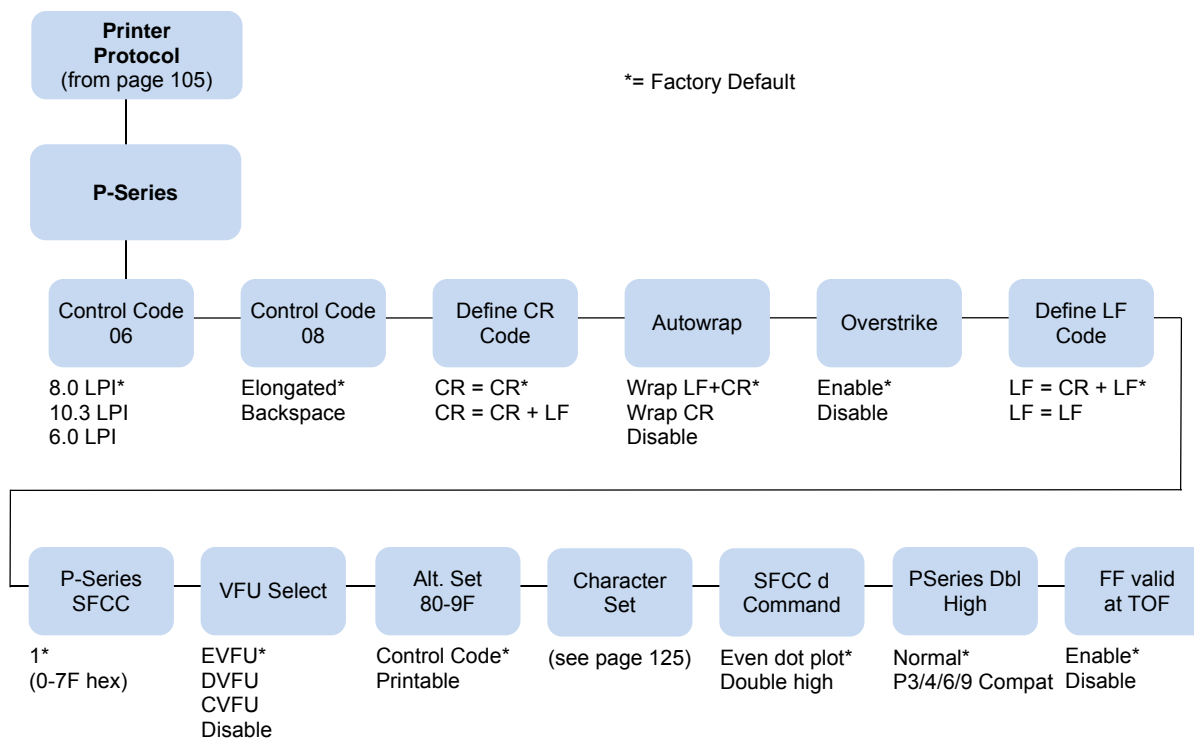 Printer
Protocol
(from page 105)
*= Factory Default
P-Series
Control Code
06
8.0 LPI*
10.3 LPI
6.0 LPI
Control Code
08
Elongated*
Backspace
Define CR
Code
CR = CR*
CR = CR + LF
Autowrap
Wrap LF+CR*
Wrap CR
Disable
Overstrike
Enable*
Disable
Define LF
Code
LF = CR + LF*
LF = LF
P-Series
SFCC
1*
(0-7F hex)
VFU Select
EVFU*
DVFU
CVFU
Disable
Alt. Set
80-9F
Control Code*
Printable
Character
Set
(see page 125)
SFCC d
Command
Even dot plot*
Double high
PSeries Dbl
High
Normal*
P3/4/6/9 Compat
FF valid
at TOF
Enable*
Disable